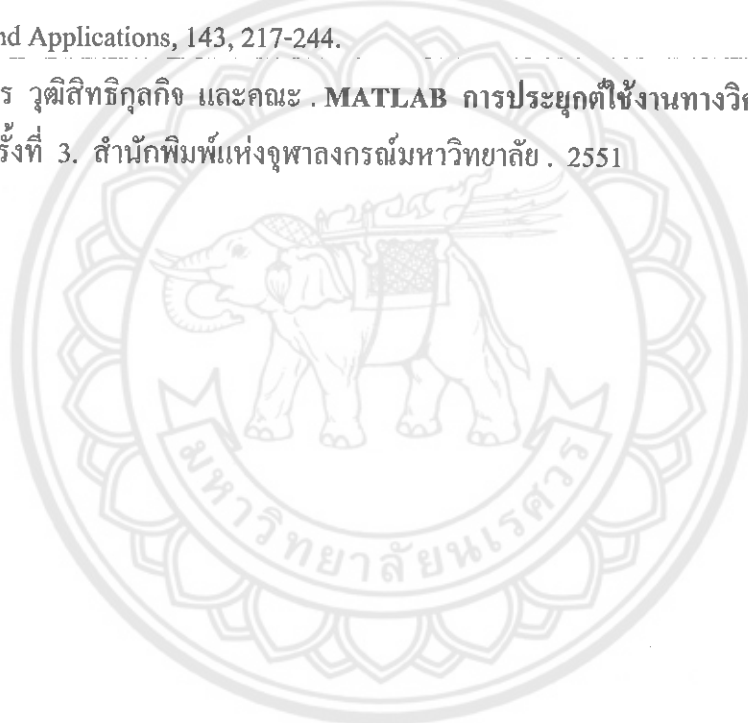 nd Applications, 143, 217-244.
ร วุฒิสิทธิกุลกิจ และคณะ . MATLAB การประยุกต์ใช้งานทางวิศ
รั้งที่ 3. สำนักพิมพ์แห่งจุฬาลงกรณ์มหาวิทยาลัย . 2551
มหาวิทยาลัยนเรศวร